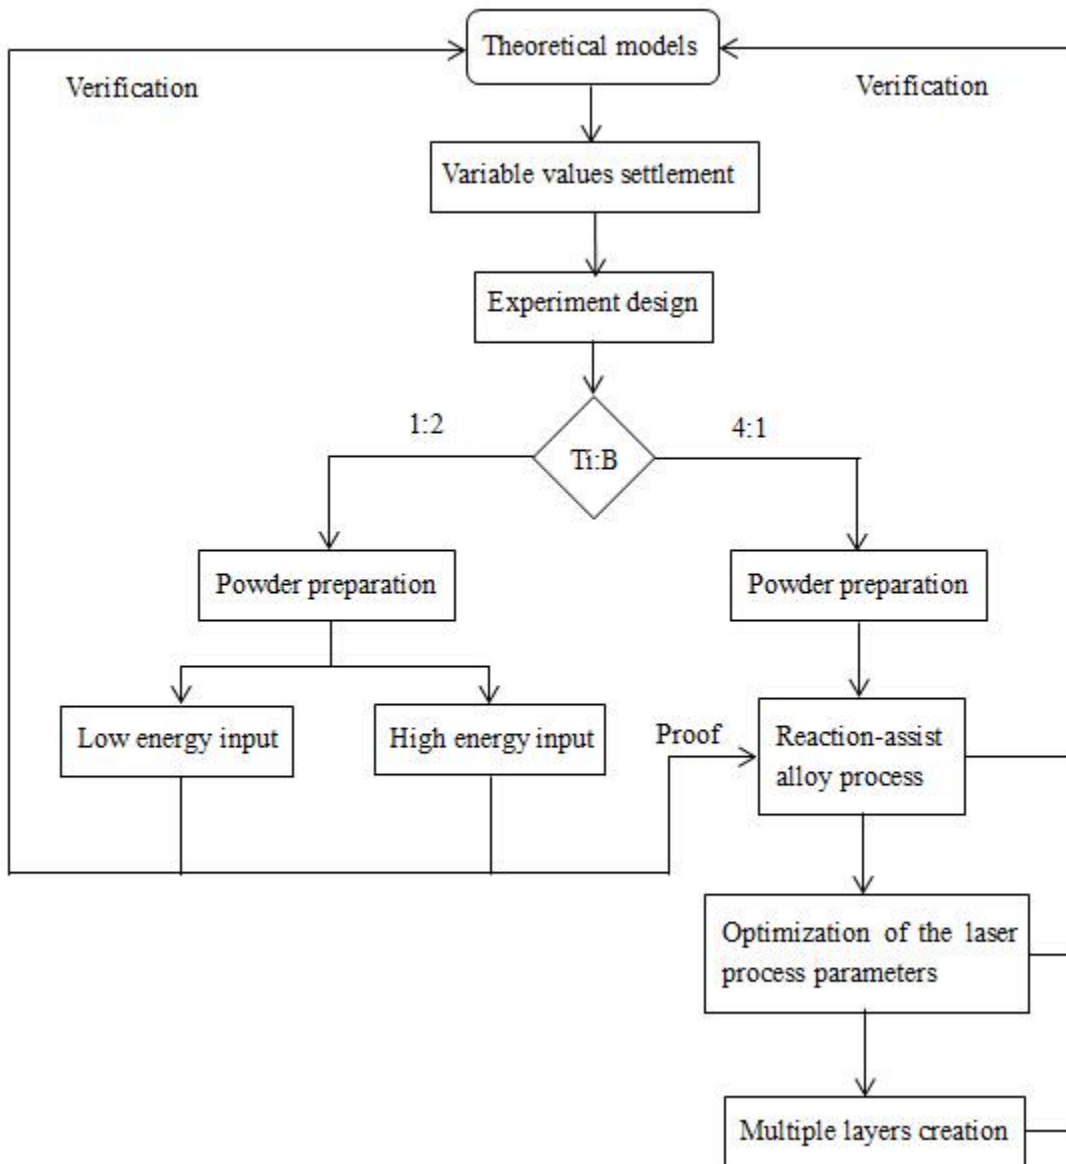 Theoretical models
Verification
Verification
Variable values settlement
Experiment design
1:2
4:1
Ti:B
Powder preparation
Powder preparation
Low energy input
High energy input
Proof
Reaction-assist
alloy process
Optimization of the laser
process parameters
Multiple layers creation